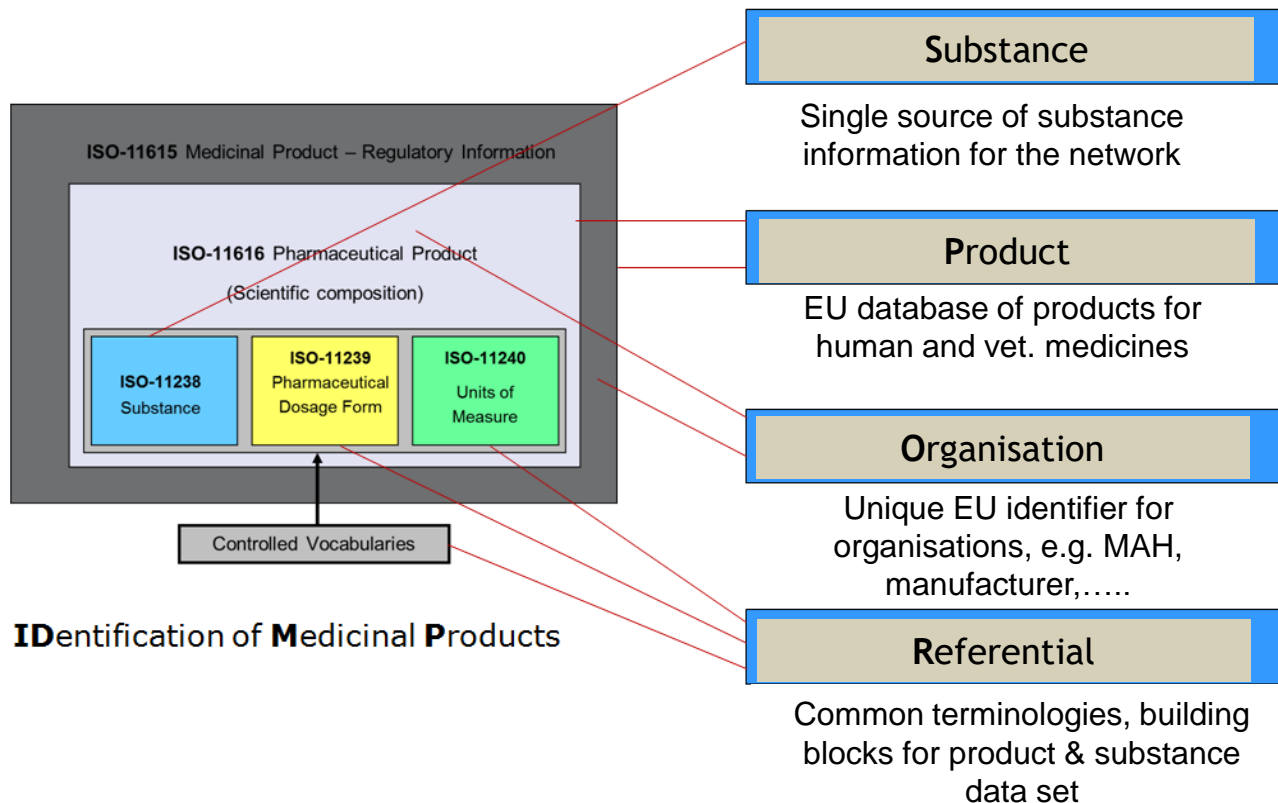 ISO-11615 Medicinal Product – Regulatory Information
ISO-11616 Pharmaceutical Product
(Scientific composition)
ISO-11238
Substance
ISO-11239
Pharmaceutical
Dosage Form
ISO-11240
Units of
Measure
Controlled Vocabularies
IDentification of Medicinal Products
Substance
Single source of substance
information for the network
Product
EU database of products for
human and vet. medicines
Organisation
Unique EU identifier for
organisations, e.g. MAH,
manufacturer,…..
Referential
Common terminologies, building
blocks for product & substance
data set